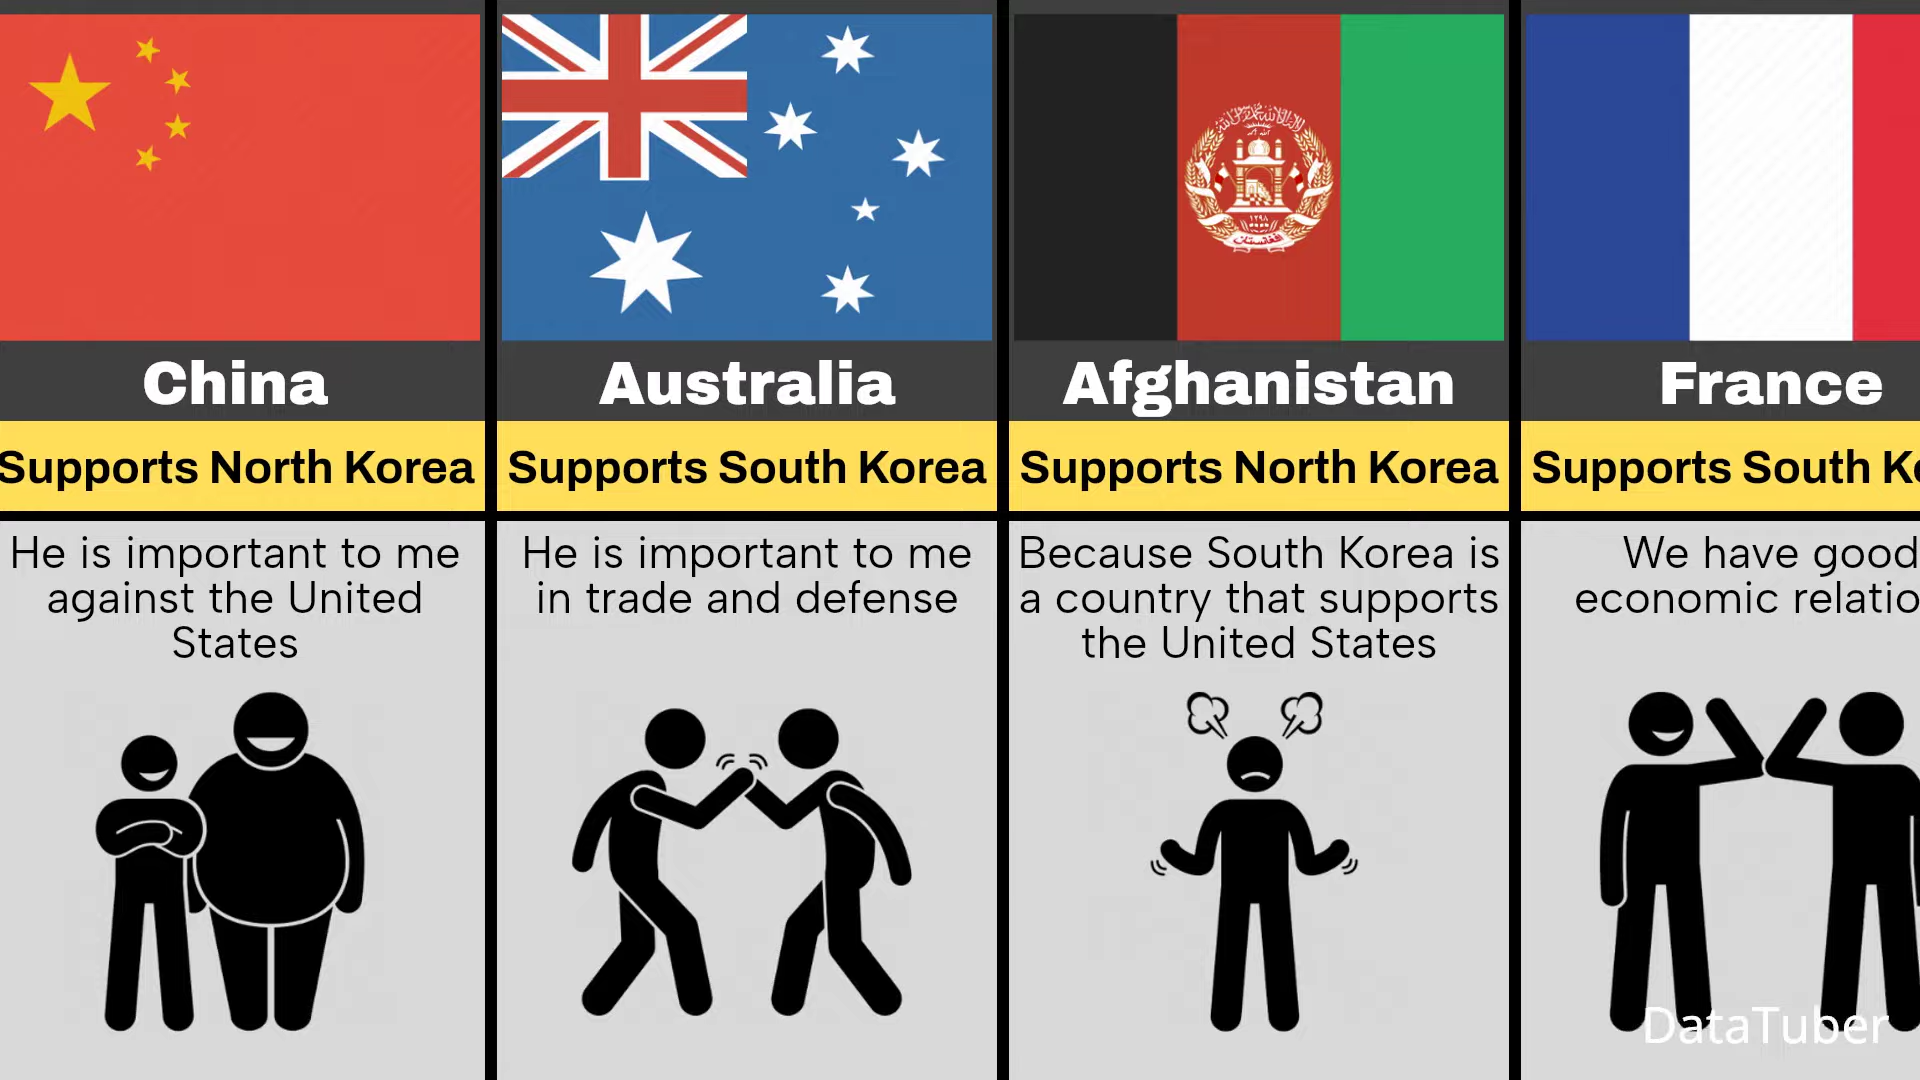 China
Supports North Korea
He is important to me
against the United
States
Australia
Supports South Korea
He is important to me
in trade and defense
Afghanistan
Supports North Korea
Because South Korea is
a country that supports
the United States
France
Supports South
We have good
economic
DataTuber